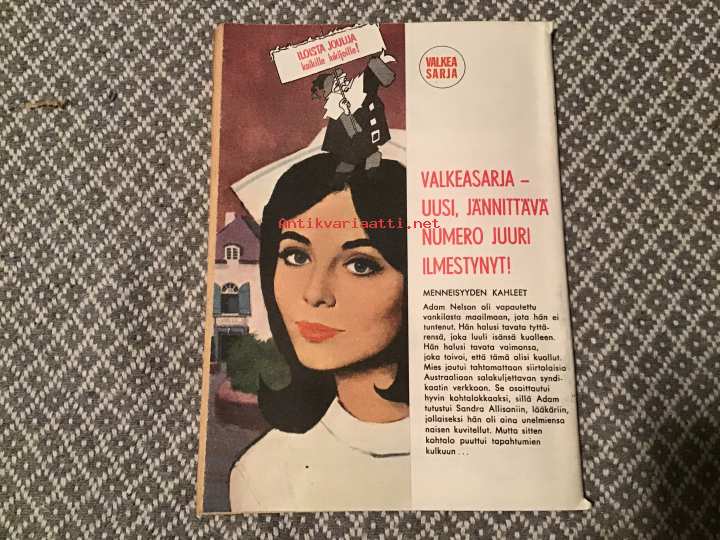 ILOISTA JOULUA
kaikille lukijoille!
VALKEA
SARJA
Antikvariaatti.net
VALKEASARJA –
UUSI, JÄNNITTÄVÄ
NUMERO JUURI
ILMESTYNYT!
MENNEISYYDEN KAHLEET
Adam Nelson oli vapautettu
vankilasta maailmaan, jota hän ei
tuntenut. Hän halusi tavata tyttä-
rensä, joka luuli isänsä kuolleen.
Hän halusi tavata vaimonsa,
joka toivoi, että tämä olisi kuollut.
Mies joutui tahtomattaan siirtolaisia
Australiaan salakuljettavan syndi-
kaatin verkkoon. Se osoittautui
hyvin kohtalokkaaksi, sillä Adam
tutustui Sandra Allisoniin, lääkäriin,
jollaiseksi hän oli aina unelmiensa
naisen kuvitellut. Mutta sitten
kohtalo puuttui tapahtumien
kulkuun ...